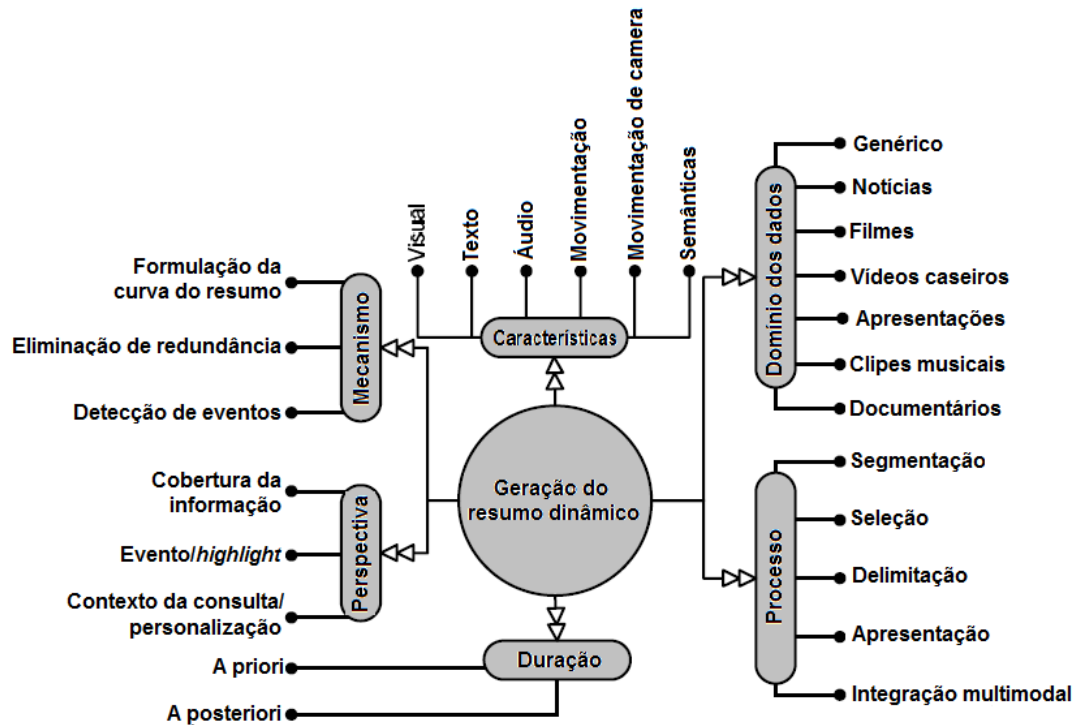 Visual
Texto
Áudio
Movimentação
Movimentação de camera
Semânticas
Características
Formulação da
curva do resumo
Eliminação de redundância
Detecção de eventos
Mecanismo
Cobertura da
informação
Evento/highlight
Contexto da consulta/
personalização
Perspectiva
Geração do
resumo dinâmico
Duração
A priori
A posteriori
Domínio dos dados
Genérico
Notícias
Filmes
Vídeos caseiros
Apresentações
Clipes musicais
Documentários
Processo
Segmentação
Seleção
Delimitação
Apresentação
Integração multimodal